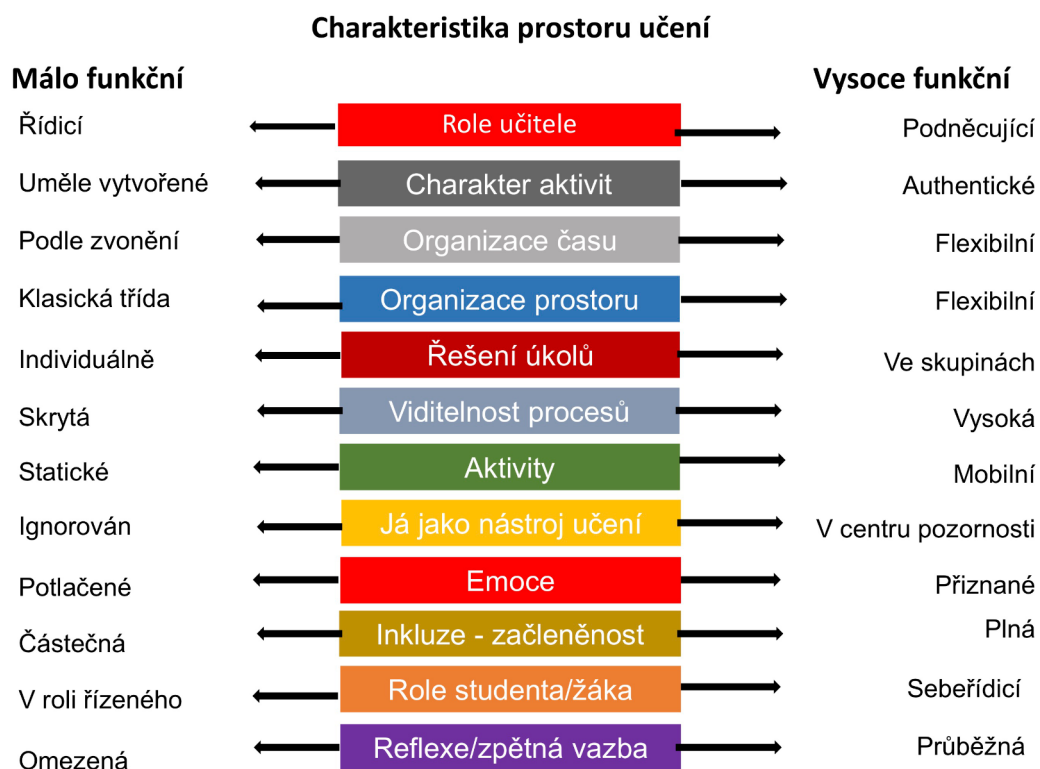 Charakteristika prostoru učení
Málo funkční
Vysoce funkční
Řídicí
Role učitele
Podněcující
Uměle vytvořené
Charakter aktivit
Authentické
Podle zvonění
Organizace času
Flexibilní
Klasická třída
Organizace prostoru
Flexibilní
Individuálně
Řešení úkolů
Ve skupinách
Skrytá
Viditelnost procesů
Vysoká
Statické
Aktivity
Mobilní
Ignorován
Já jako nástroj učení
V centru pozornosti
Potlačené
Emoce
Přiznané
Částečná
Inkluze - začleněnost
Plná
V roli řízeného
Role studenta/žáka
Sebeřídicí
Omezená
Reflexe/zpětná vazba
Průběžná